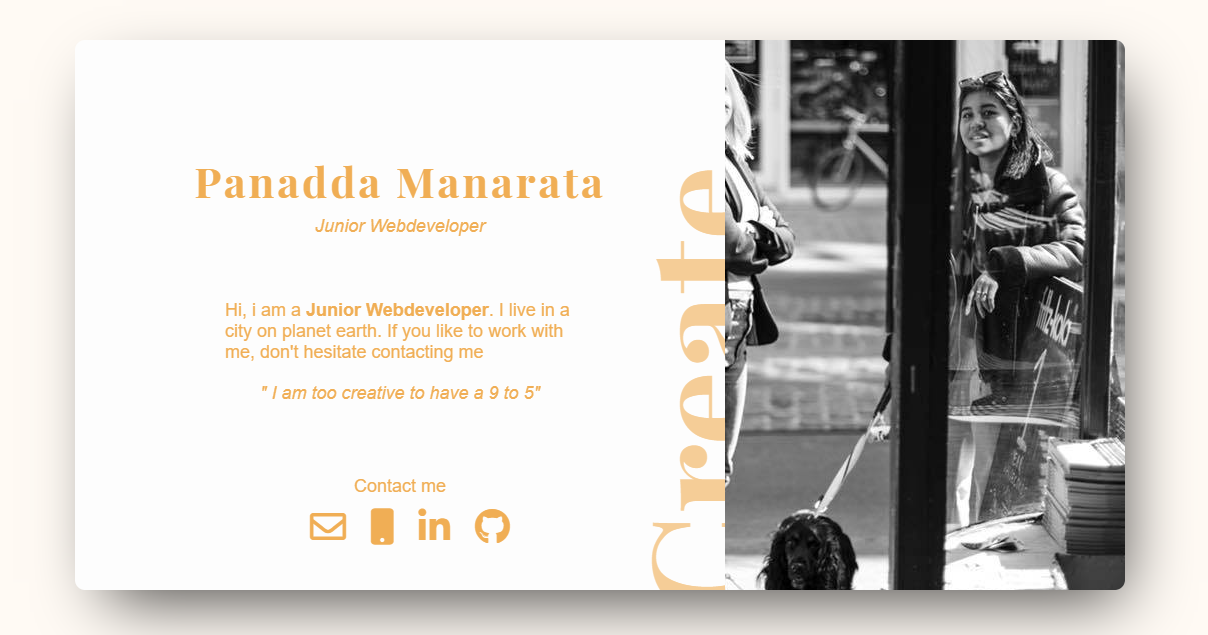 Panadda Manarata
Junior Webdeveloper
Hi, i am a Junior Webdeveloper. I live in a
city on planet earth. If you like to work with
me, don't hesitate contacting me
" I am too creative to have a 9 to 5"
Contact me
in
Create